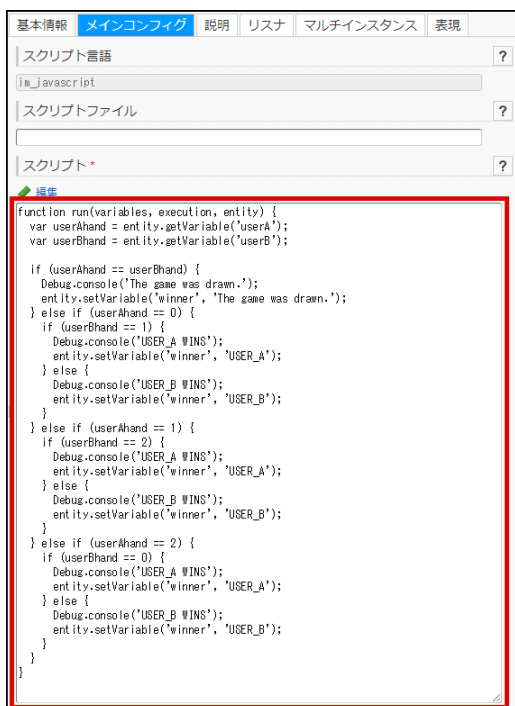 基本情報 メインコンフィグ 説明 リスナ マルチインスタンス 表現
スクリプト言語 ?
im_javascript
スクリプトファイル ?
スクリプト * ?
編集
function run(variables, execution, entity) {
  var userAhand = entity.getVariable('userA');
  var userBhand = entity.getVariable('userB');

  if (userAhand == userBhand) {
    Debug.console('The game was drawn.');
    entity.setVariable('winner', 'The game was drawn.');
  } else if (userAhand == 0) {
    if (userBhand == 1) {
      Debug.console('USER_A WINS');
      entity.setVariable('winner', 'USER_A');
    } else {
      Debug.console('USER_B WINS');
      entity.setVariable('winner', 'USER_B');
    }
  } else if (userAhand == 1) {
    if (userBhand == 2) {
      Debug.console('USER_A WINS');
      entity.setVariable('winner', 'USER_A');
    } else {
      Debug.console('USER_B WINS');
      entity.setVariable('winner', 'USER_B');
    }
  } else if (userAhand == 2) {
    if (userBhand == 0) {
      Debug.console('USER_A WINS');
      entity.setVariable('winner', 'USER_A');
    } else {
      Debug.console('USER_B WINS');
      entity.setVariable('winner', 'USER_B');
    }
  }
}